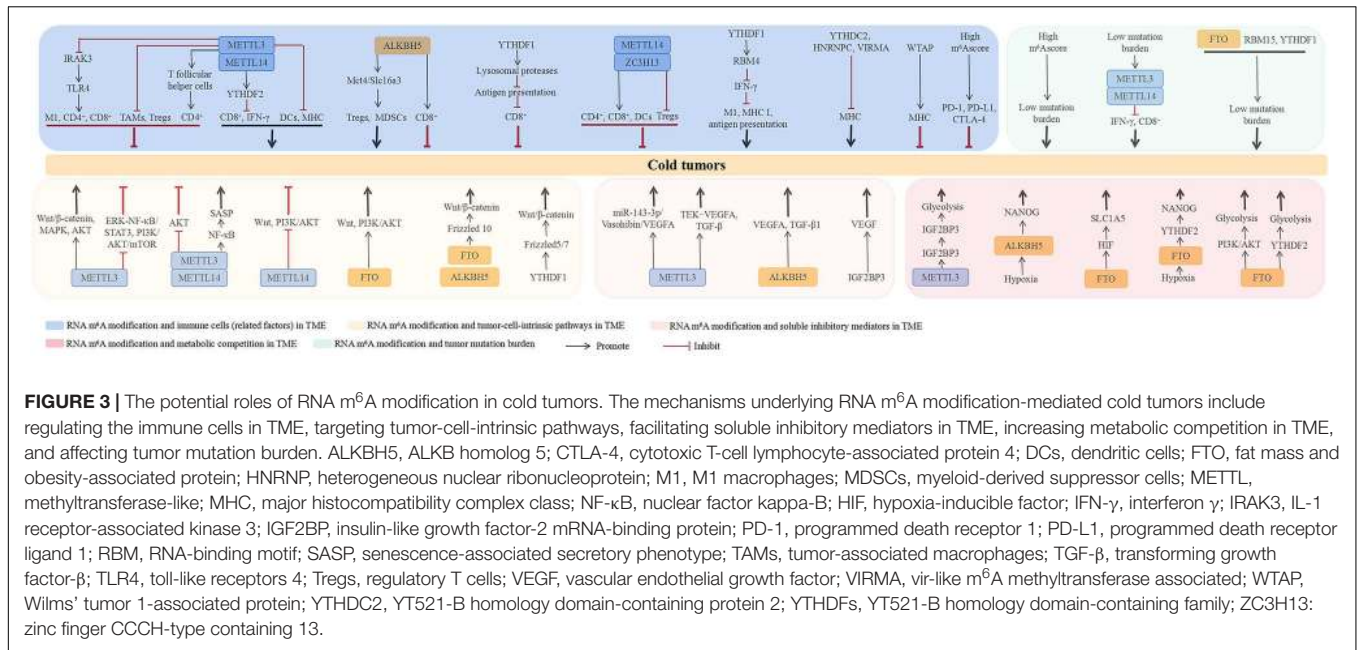 METTL3
METTL14
YTHDF2
IRAK3
TLR4
T follicular
helper cells
M1, CD4⁺, CD8⁺
TAMs, Tregs
CD4⁺
CD8⁺, IFN-γ
DCs, MHC
ALKBH5
Mct4/Slc16a3
Tregs, MDSCs
CD8⁺
YTHDF1
Lysosomal proteases
Antigen presentation
CD8⁺
METTL14
ZC3H13
CD4⁺, CD8⁺, DCs
Tregs
YTHDF1
RBM4
IFN-γ
M1, MHC I,
antigen presentation
YTHDC2,
HNRNPC, VIRMA
MHC
WTAP
MHC
High
m⁶Ascore
PD-1, PD-L1,
CTLA-4
High
m⁶Ascore
Low mutation
burden
Low mutation
burden
METTL3
METTL14
IFN-γ, CD8⁺
FTO RBM15, YTHDF1
Low mutation
burden
Cold tumors
Wnt/β-catenin,
MAPK, AKT
ERK-NF-κB/
STAT3, PI3K/
AKT/mTOR
METTL3
AKT
SASP
NF-κB
METTL3
METTL14
Wnt, PI3K/AKT
METTL14
Wnt, PI3K/AKT
FTO
Wnt/β-catenin
Frizzled 10
FTO
ALKBH5
Wnt/β-catenin
Frizzled5/7
YTHDF1
miR-143-3p/
Vasohibin/VEGFA
TEK-VEGFA,
TGF-β
METTL3
VEGFA, TGF-β1
ALKBH5
VEGF
IGF2BP3
Glycolysis
IGF2BP3
IGF2BP3
METTL3
NANOG
ALKBH5
Hypoxia
SLC1A5
HIF
FTO
NANOG
YTHDF2
FTO
Hypoxia
Glycolysis
PI3K/AKT
Glycolysis
YTHDF2
FTO
RNA m⁶A modification and immune cells (related factors) in TME
RNA m⁶A modification and tumor-cell-intrinsic pathways in TME
RNA m⁶A modification and soluble inhibitory mediators in TME
RNA m⁶A modification and metabolic competition in TME
RNA m⁶A modification and tumor mutation burden
Promote
Inhibit
FIGURE 3 | The potential roles of RNA m⁶A modification in cold tumors. The mechanisms underlying RNA m⁶A modification-mediated cold tumors include
regulating the immune cells in TME, targeting tumor-cell-intrinsic pathways, facilitating soluble inhibitory mediators in TME, increasing metabolic competition in TME,
and affecting tumor mutation burden. ALKBH5, ALKB homolog 5; CTLA-4, cytotoxic T-cell lymphocyte-associated protein 4; DCs, dendritic cells; FTO, fat mass and
obesity-associated protein; HNRNP, heterogeneous nuclear ribonucleoprotein; M1, M1 macrophages; MDSCs, myeloid-derived suppressor cells; METTL,
methyltransferase-like; MHC, major histocompatibility complex class; NF-κB, nuclear factor kappa-B; HIF, hypoxia-inducible factor; IFN-γ, interferon γ; IRAK3, IL-1
receptor-associated kinase 3; IGF2BP, insulin-like growth factor-2 mRNA-binding protein; PD-1, programmed death receptor 1; PD-L1, programmed death receptor
ligand 1; RBM, RNA-binding motif; SASP, senescence-associated secretory phenotype; TAMs, tumor-associated macrophages; TGF-β, transforming growth
factor-β; TLR4, toll-like receptors 4; Tregs, regulatory T cells; VEGF, vascular endothelial growth factor; VIRMA, vir-like m⁶A methyltransferase associated; WTAP,
Wilms' tumor 1-associated protein; YTHDC2, YT521-B homology domain-containing protein 2; YTHDFs, YT521-B homology domain-containing family; ZC3H13:
zinc finger CCCH-type containing 13.